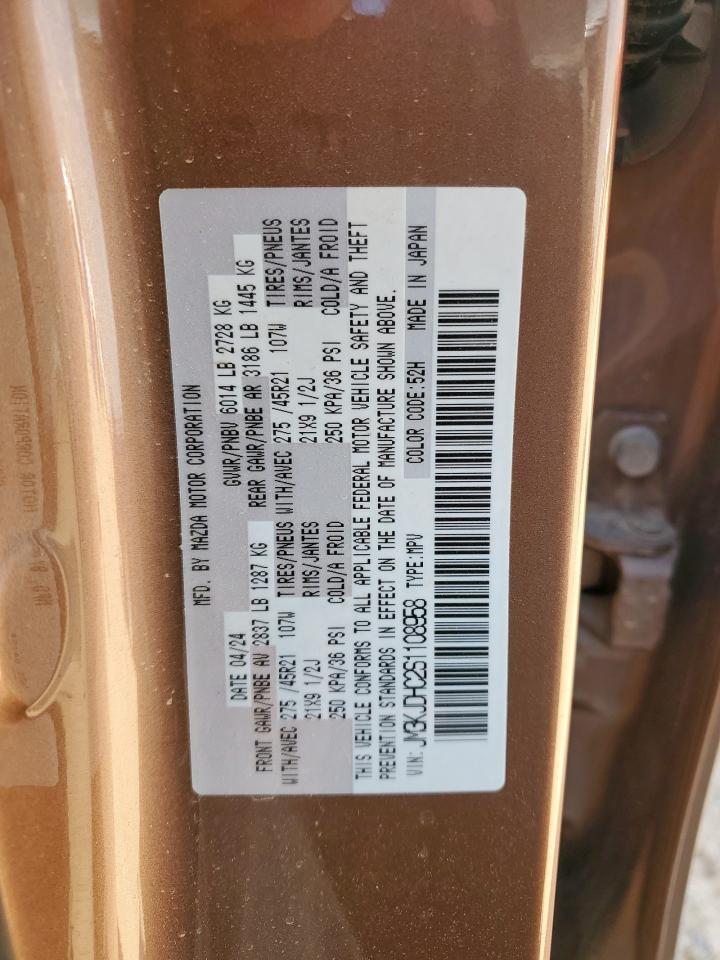 MFD. BY MAZDA MOTOR CORPORATION
DATE 04/24 GVWR/PNBV 6014 LB 2728 KG
FRONT GAWR/PNBE AV 2837 LB 1287 KG REAR GAWR/PNBE AR 3186 LB 1445 KG
WITH/AVEC 275 /45R21 107W TIRES/PNEUS WITH/AVEC 275 /45R21 107W TIRES/PNEUS
21X9 1/2J RIMS/JANTES 21X9 1/2J RIMS/JANTES
250 KPA/36 PSI COLD/A FROID 250 KPA/36 PSI COLD/A FROID
THIS VEHICLE CONFORMS TO ALL APPLICABLE FEDERAL MOTOR VEHICLE SAFETY AND THEFT
PREVENTION STANDARDS IN EFFECT ON THE DATE OF MANUFACTURE SHOWN ABOVE.
VIN: JM3KJDHC2S1108958 TYPE:MPV COLOR CODE:52H MADE IN JAPAN